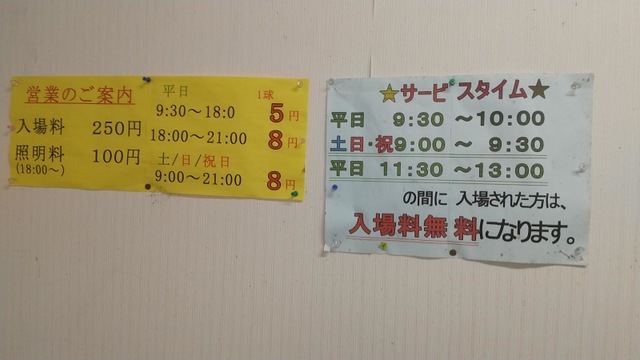 営業のご案内
入場料 250円
照明料 100円
(18:00～)
平日
1球
9:30～18:0
5円
18:00～21:00
8円
土/日/祝日
9:00～21:00
8円
★サービスタイム★
平日 9:30 ～10:00
土日・祝9:00～ 9:30
平日 11:30 ～13:00
の間に 入場された方は、
入場料無料になります。